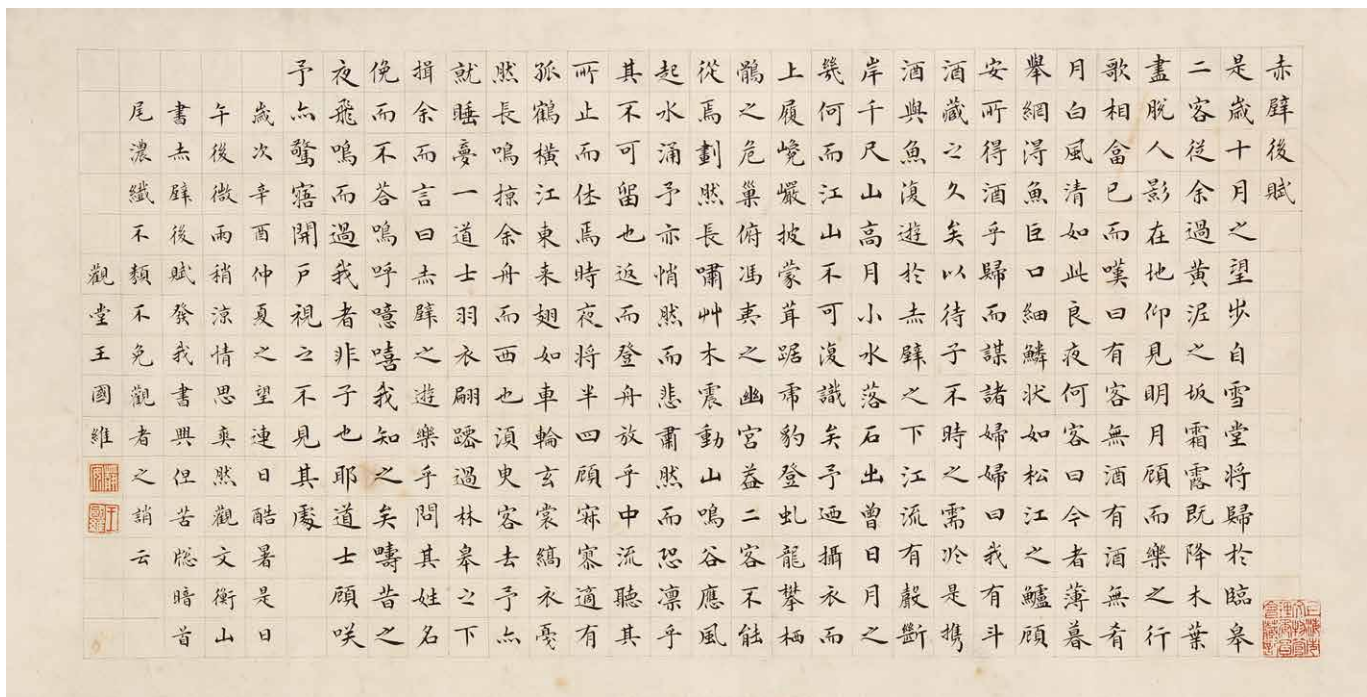 赤壁後賦
是歲十月之望步自雪堂將歸於臨皋
二客從余過黃泥之坂霜露既降木葉
盡脫人影在地仰見明月顧而樂之行
歌相畣已而嘆曰有客無酒有酒無肴
月白風清如此良夜何客曰今者薄暮
舉網得魚巨口細鱗狀如松江之鱸顧
安所得酒乎歸而謀諸婦婦曰我有斗
酒藏之久矣以待子不時之需於是攜
酒與魚復遊於赤壁之下江流有聲斷
岸千尺山高月小水落石出曾日月之
幾何而江山不可復識矣予迺攝衣而
上履巉巖披蒙茸踞虎豹登虬龍攀栖
鶻之危巢俯馮夷之幽宮蓋二客不能
從焉劃然長嘯艸木震動山鳴谷應風
起水涌予亦悄然而悲肅然而恐凜乎
其不可留也返而登舟放乎中流聽其
所止而休焉時夜將半四顧寂寥適有
孤鶴橫江東來翅如車輪玄裳縞衣戛
然長鳴掠余舟而西也須臾客去予亦
就睡夢一道士羽衣翩躚過林皋之下
揖余而言曰赤壁之遊樂乎問其姓名
俛而不答嗚呼噫嘻我知之矣疇昔之
夜飛鳴而過我者非子也耶道士顧咲
予亦驚寤開戶視之不見其處
歲次辛酉仲夏之望連日酷暑是日
午後微雨稍涼情思爽然觀文衡山
書赤壁後賦發我書興但苦牕暗首
尾濃纖不類不免觀者之誚云
觀堂王國維